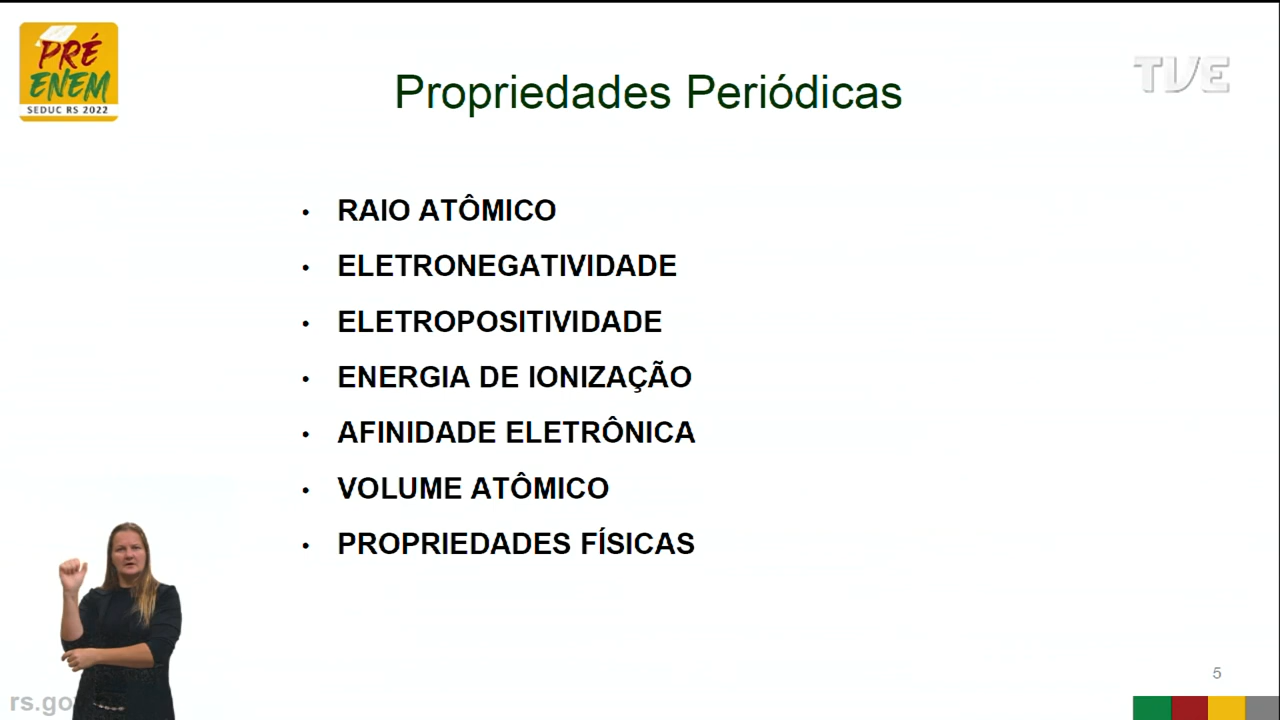 PRÉ
ENEM
SEDUC RS 2022
TVE
Propriedades Periódicas
• RAIO ATÔMICO
• ELETRONEGATIVIDADE
• ELETROPOSITIVIDADE
• ENERGIA DE IONIZAÇÃO
• AFINIDADE ELETRÔNICA
• VOLUME ATÔMICO
• PROPRIEDADES FÍSICAS
5